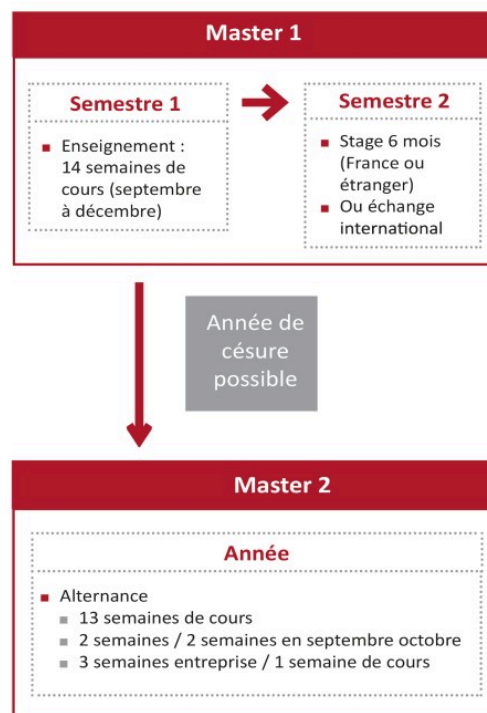 Master 1
Semestre 1
■ Enseignement :
14 semaines de
cours (septembre
à décembre)
Semestre 2
■ Stage 6 mois
(France ou
étranger)
■ Ou échange
international
Année de
césure
possible
Master 2
Année
■ Alternance
■ 13 semaines de cours
■ 2 semaines / 2 semaines en septembre octobre
■ 3 semaines entreprise / 1 semaine de cours